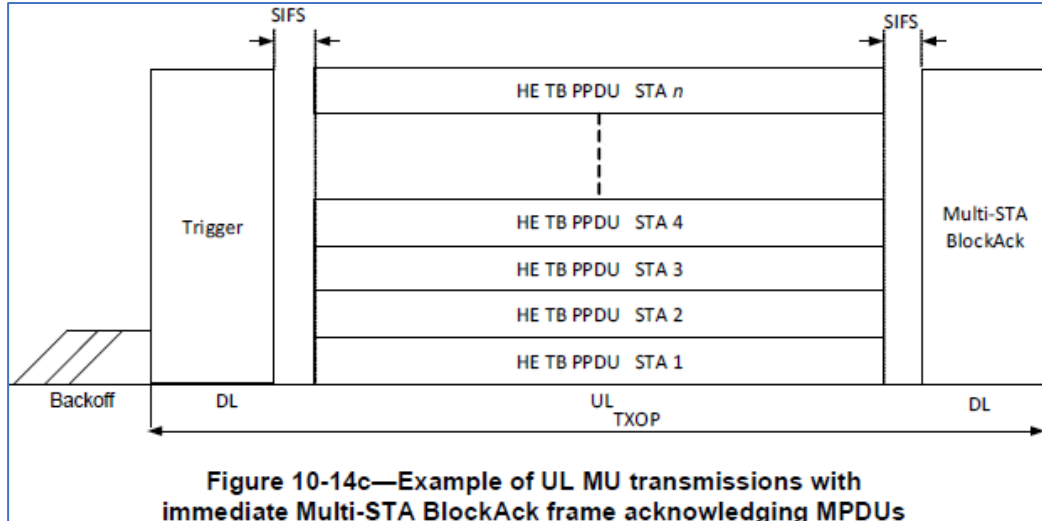 SIFS
SIFS
HE TB PPDU STA n
Trigger
HE TB PPDU STA 4
Multi-STA
BlockAck
HE TB PPDU STA 3
HE TB PPDU STA 2
HE TB PPDU STA 1
Backoff
DL
UL
DL
TXOP
Figure 10-14c—Example of UL MU transmissions with
immediate Multi-STA BlockAck frame acknowledging MPDUs